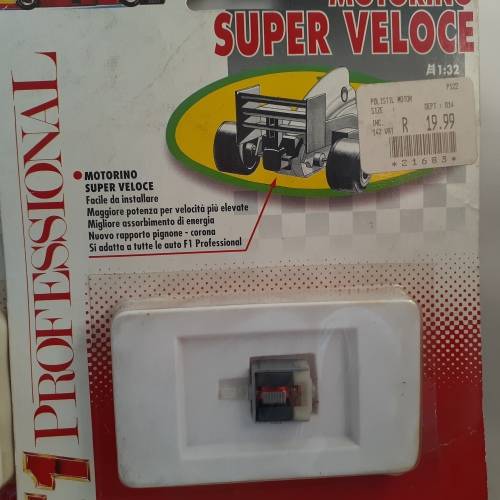 MOTORINO
SUPER VELOCE
1:32
P522
POLISTIL MOTOR
SIZE : DEPT: 034
INC.
14% VAT R 19.99
*21683*
MOTORINO
SUPER VELOCE
Facile da installare
Maggiore potenza per velocità più elevate
Migliore assorbimento di energia
Nuovo rapporto pignone - corona
Si adatta a tutte le auto F1 Professional
1 PROFESSIONAL